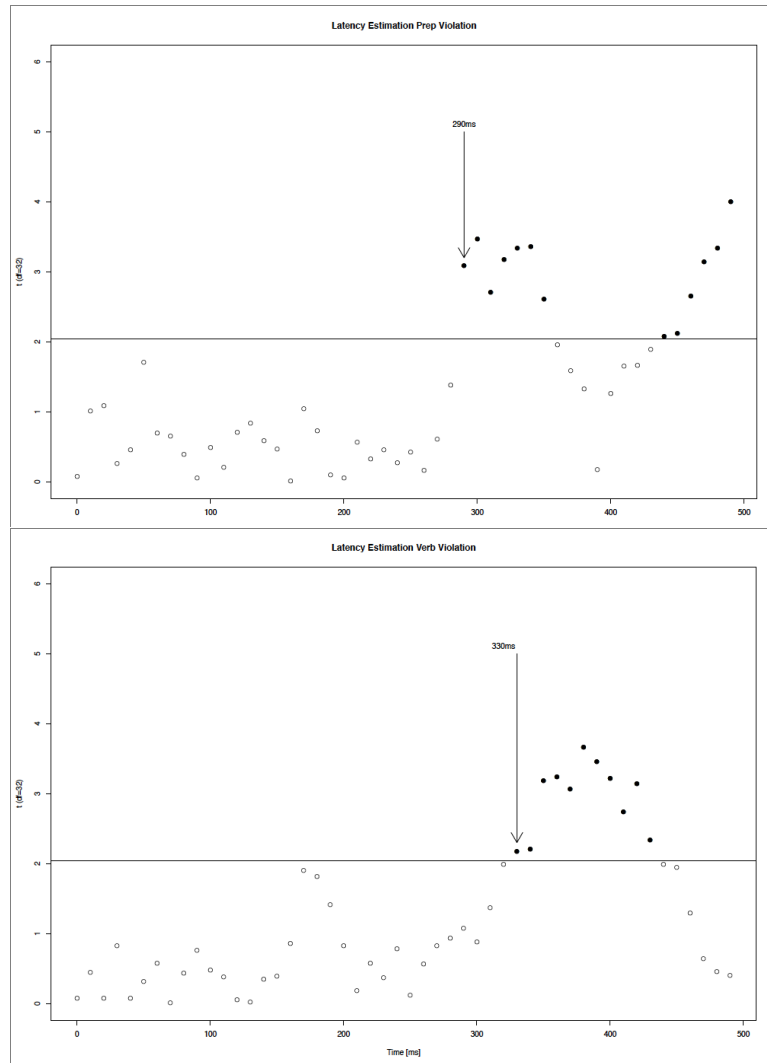 Latency Estimation Prep Violation
6
5
4
3
2
1
0
t (df=32)
290ms
0 100 200 300 400 500
Latency Estimation Verb Violation
6
5
4
3
2
1
0
t (df=32)
330ms
0 100 200 300 400 500
Time [ms]